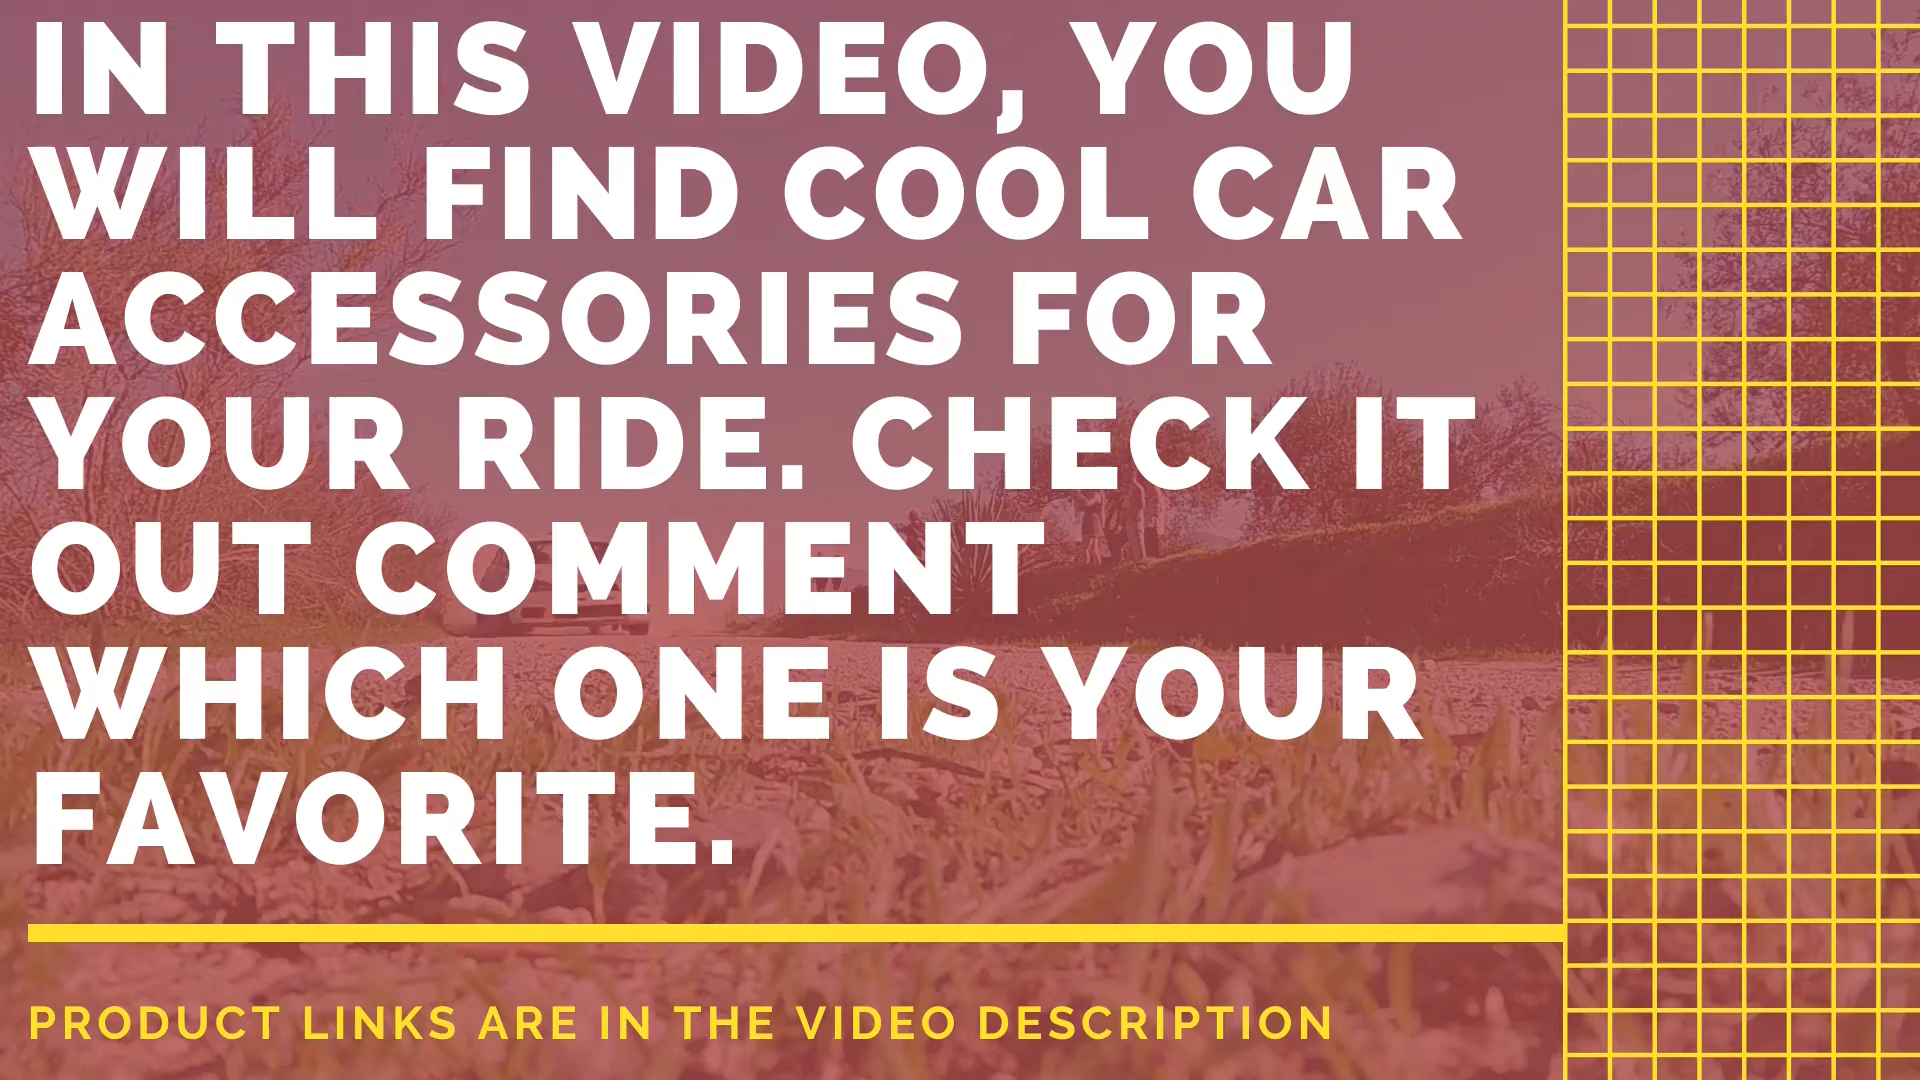 IN THIS VIDEO, YOU
WILL FIND COOL CAR
ACCESSORIES FOR
YOUR RIDE. CHECK IT
OUT COMMENT
WHICH ONE IS YOUR
FAVORITE.
PRODUCT LINKS ARE IN THE VIDEO DESCRIPTION